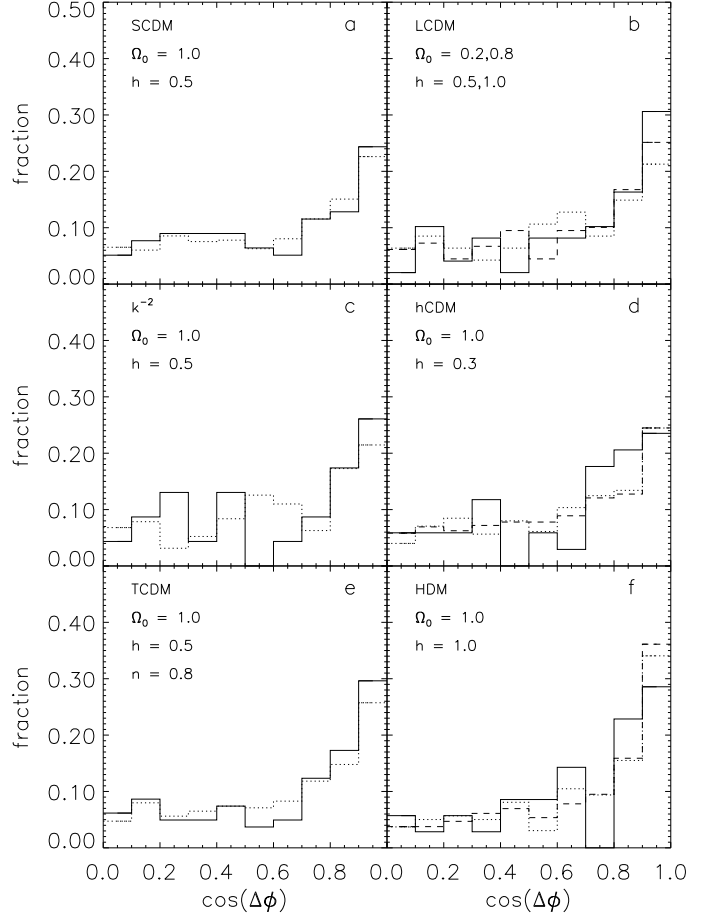 0.50
0.40
0.30
0.20
0.10
0.00
fraction
SCDM a
Ω₀ = 1.0
h = 0.5
LCDM b
Ω₀ = 0.2,0.8
h = 0.5,1.0
0.40
0.30
0.20
0.10
0.00
fraction
k⁻² c
Ω₀ = 1.0
h = 0.5
hCDM d
Ω₀ = 1.0
h = 0.3
0.40
0.30
0.20
0.10
0.00
fraction
TCDM e
Ω₀ = 1.0
h = 0.5
n = 0.8
HDM f
Ω₀ = 1.0
h = 1.0
0.0 0.2 0.4 0.6 0.8 0.0 0.2 0.4 0.6 0.8 1.0
cos(Δϕ) cos(Δϕ)